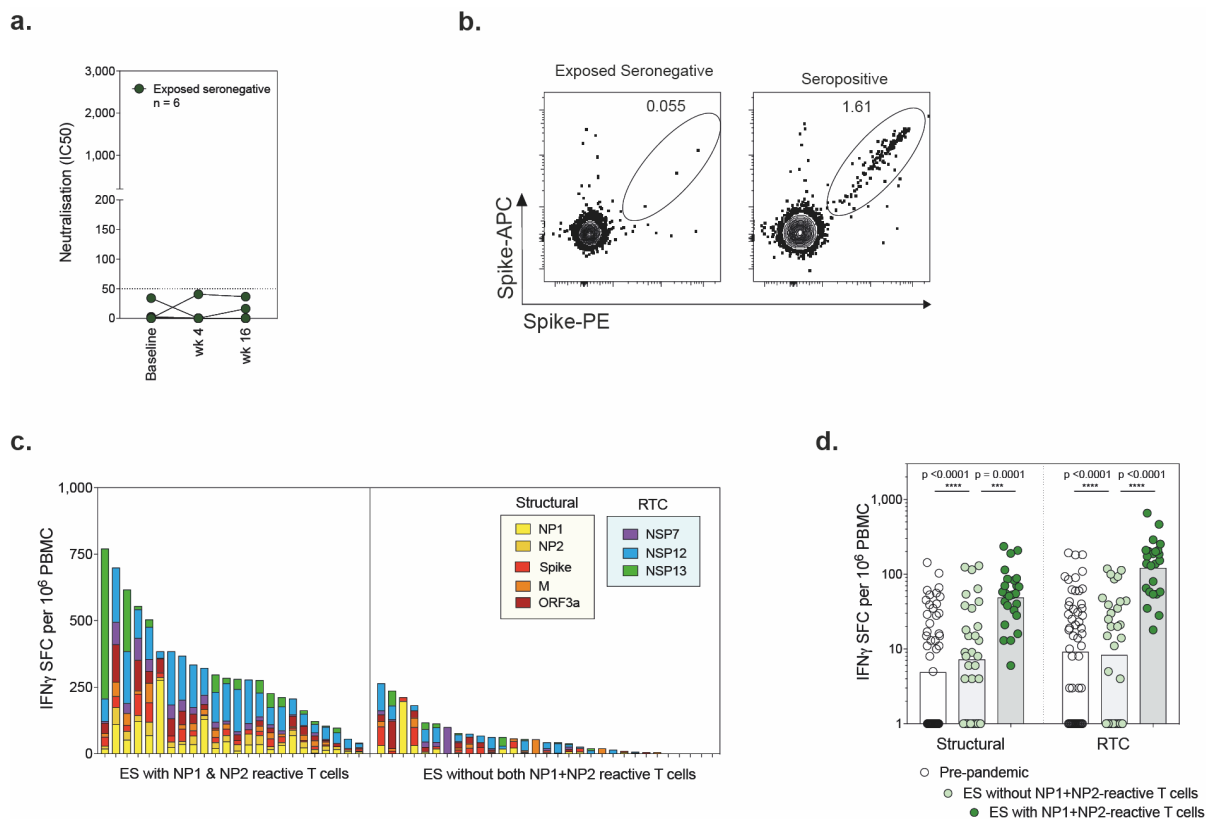 a.
3,000
2,000
1,000
200
150
100
50
0
Neutralisation (IC50)
Exposed seronegative
n = 6
Baseline
wk 4
wk 16
b.
Exposed Seronegative
0.055
Seropositive
1.61
Spike-APC
Spike-PE
c.
1,000
750
500
250
0
IFNγ SFC per 10⁶ PBMC
Structural
NP1
NP2
Spike
M
ORF3a
RTC
NSP7
NSP12
NSP13
ES with NP1 & NP2 reactive T cells
ES without both NP1+NP2 reactive T cells
d.
p <0.0001 p = 0.0001 p <0.0001 p <0.0001
**** *** **** ****
1,000
100
10
1
IFNγ SFC per 10⁶ PBMC
Structural
RTC
Pre-pandemic
ES without NP1+NP2-reactive T cells
ES with NP1+NP2-reactive T cells